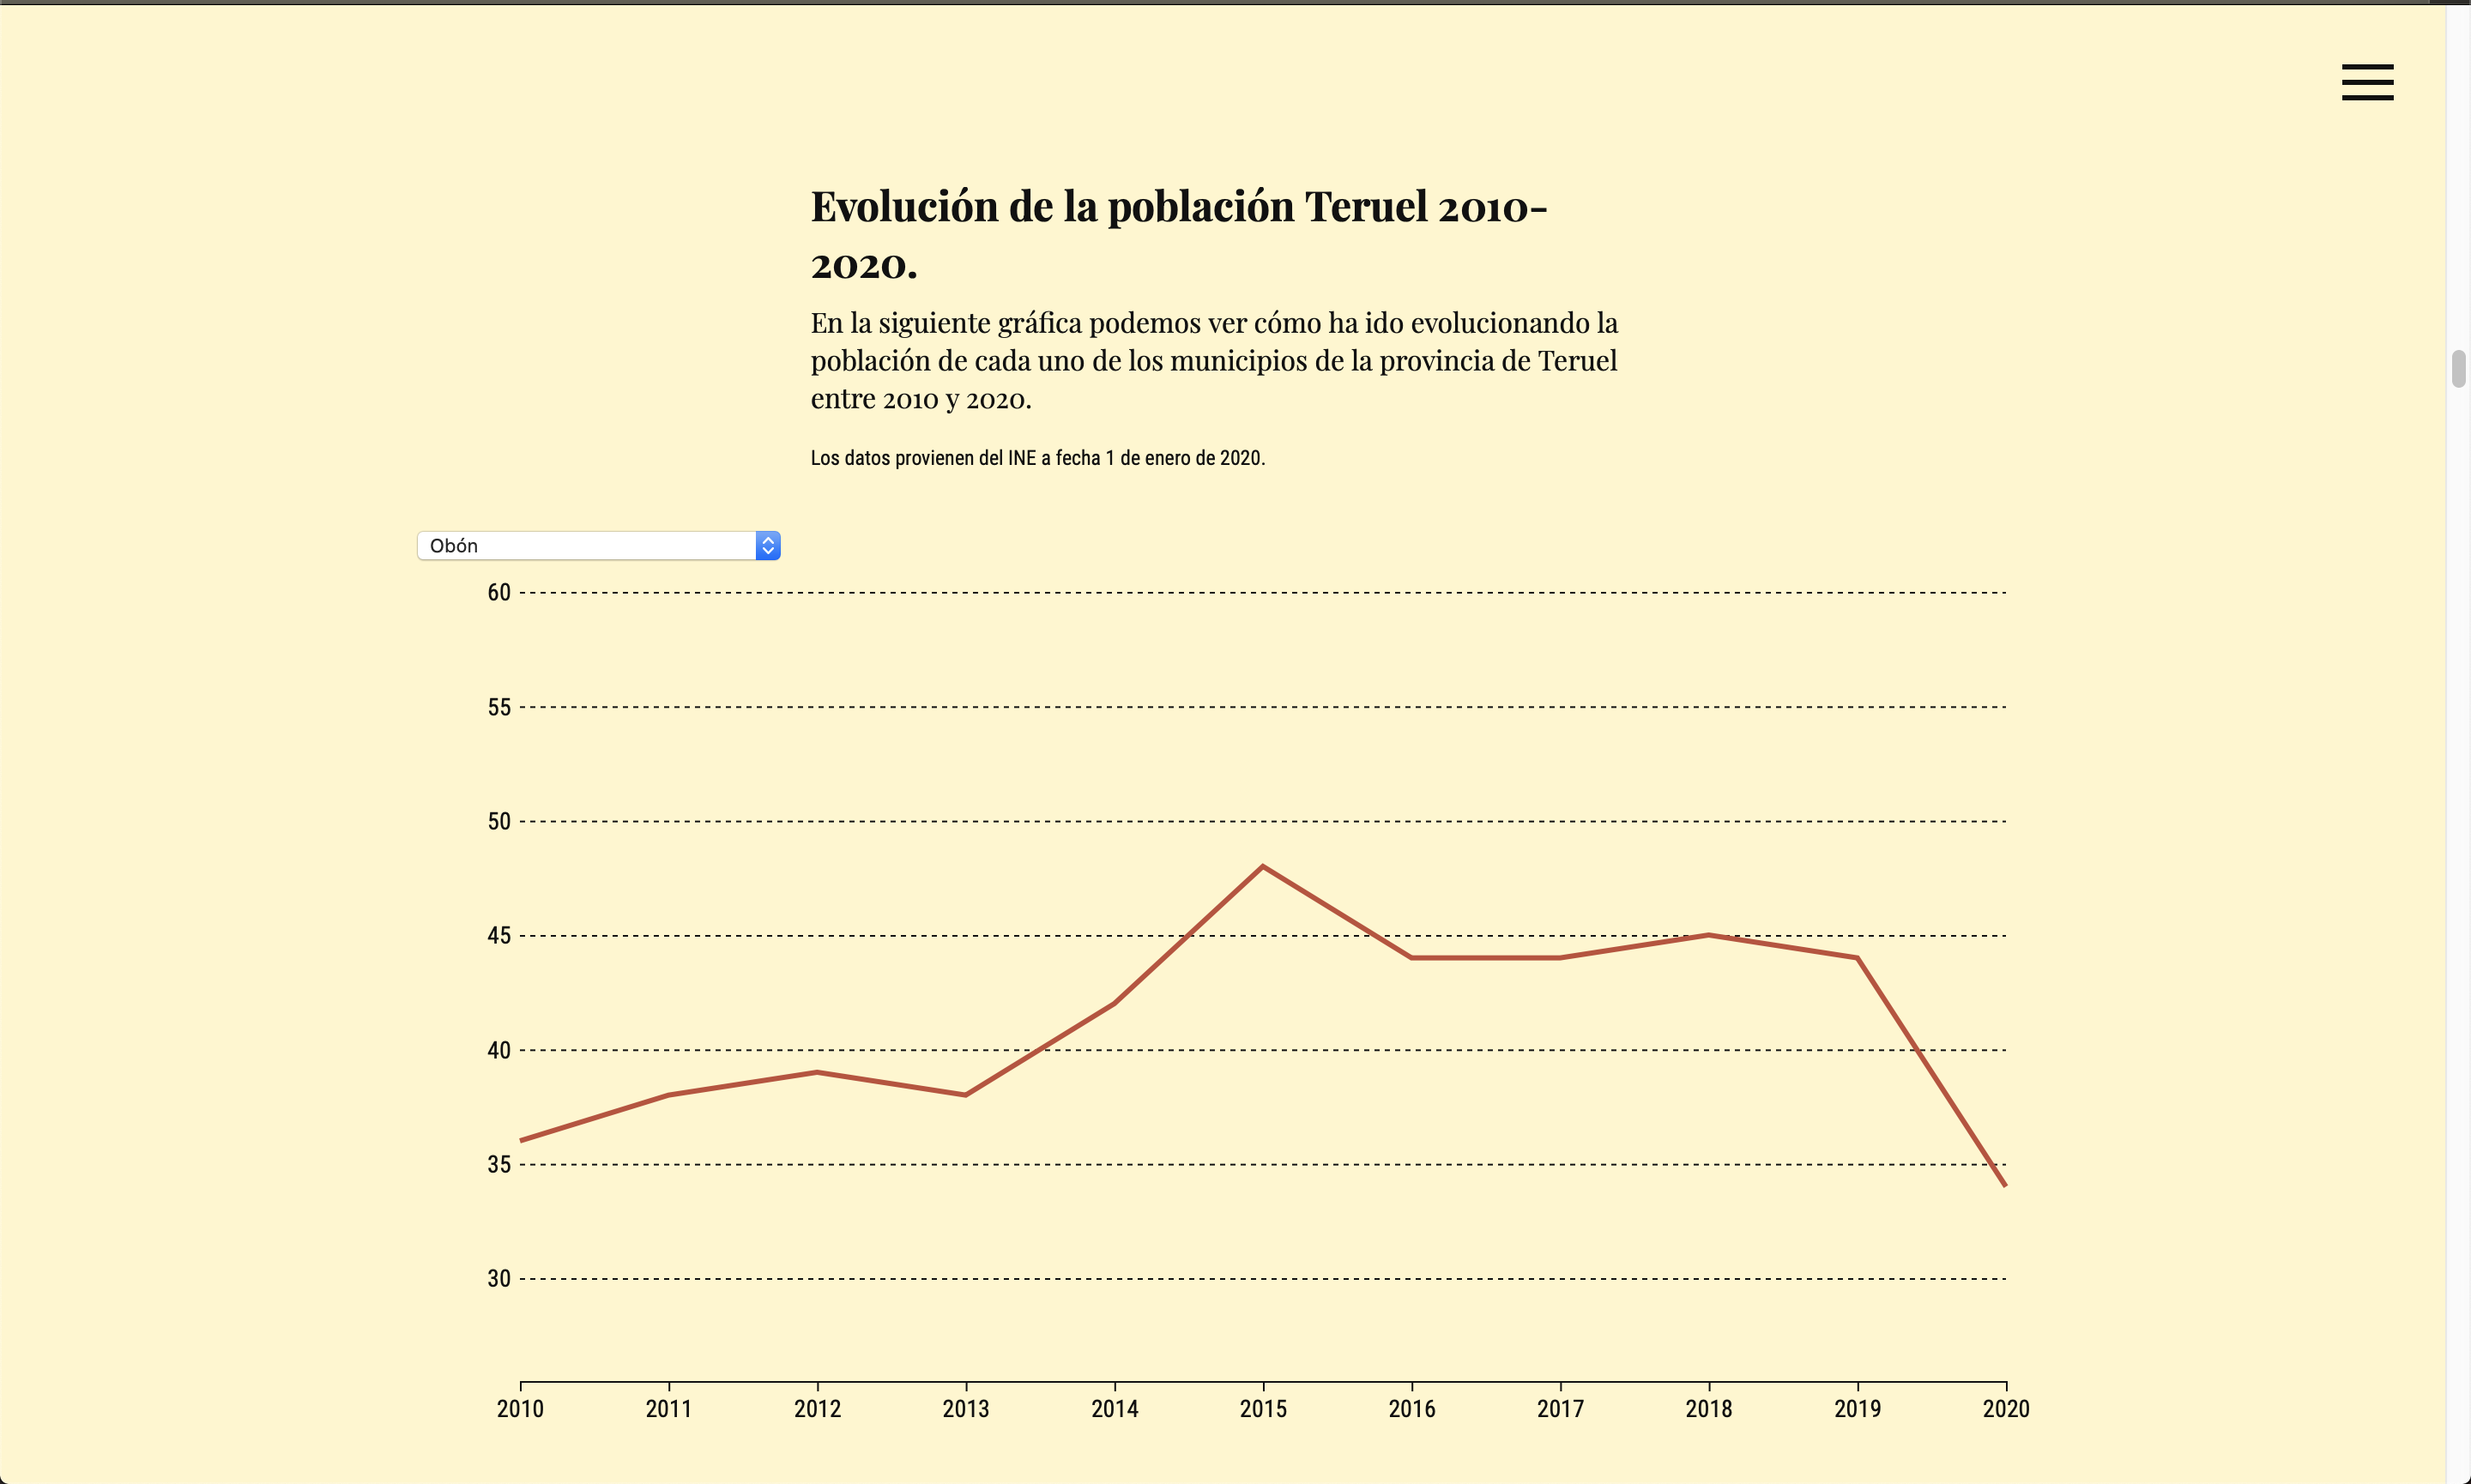 Evolución de la población Teruel 2010-
2020.
En la siguiente gráfica podemos ver cómo ha ido evolucionando la
población de cada uno de los municipios de la provincia de Teruel
entre 2010 y 2020.
Los datos provienen del INE a fecha 1 de enero de 2020.
Obón
60
55
50
45
40
35
30
2010 2011 2012 2013 2014 2015 2016 2017 2018 2019 2020